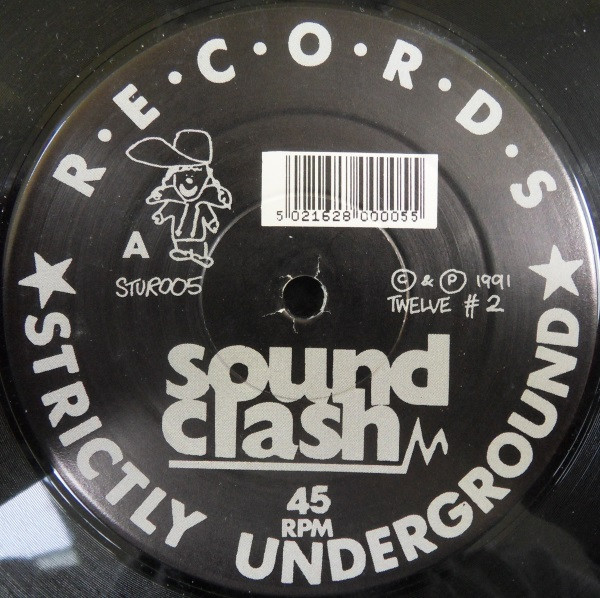 R·E·C·O·R·D·S
5 021628 000055
A
STUR005
© & ℗ 1991
TWELVE # 2
sound
clash
45
RPM
★ STRICTLY UNDERGROUND ★